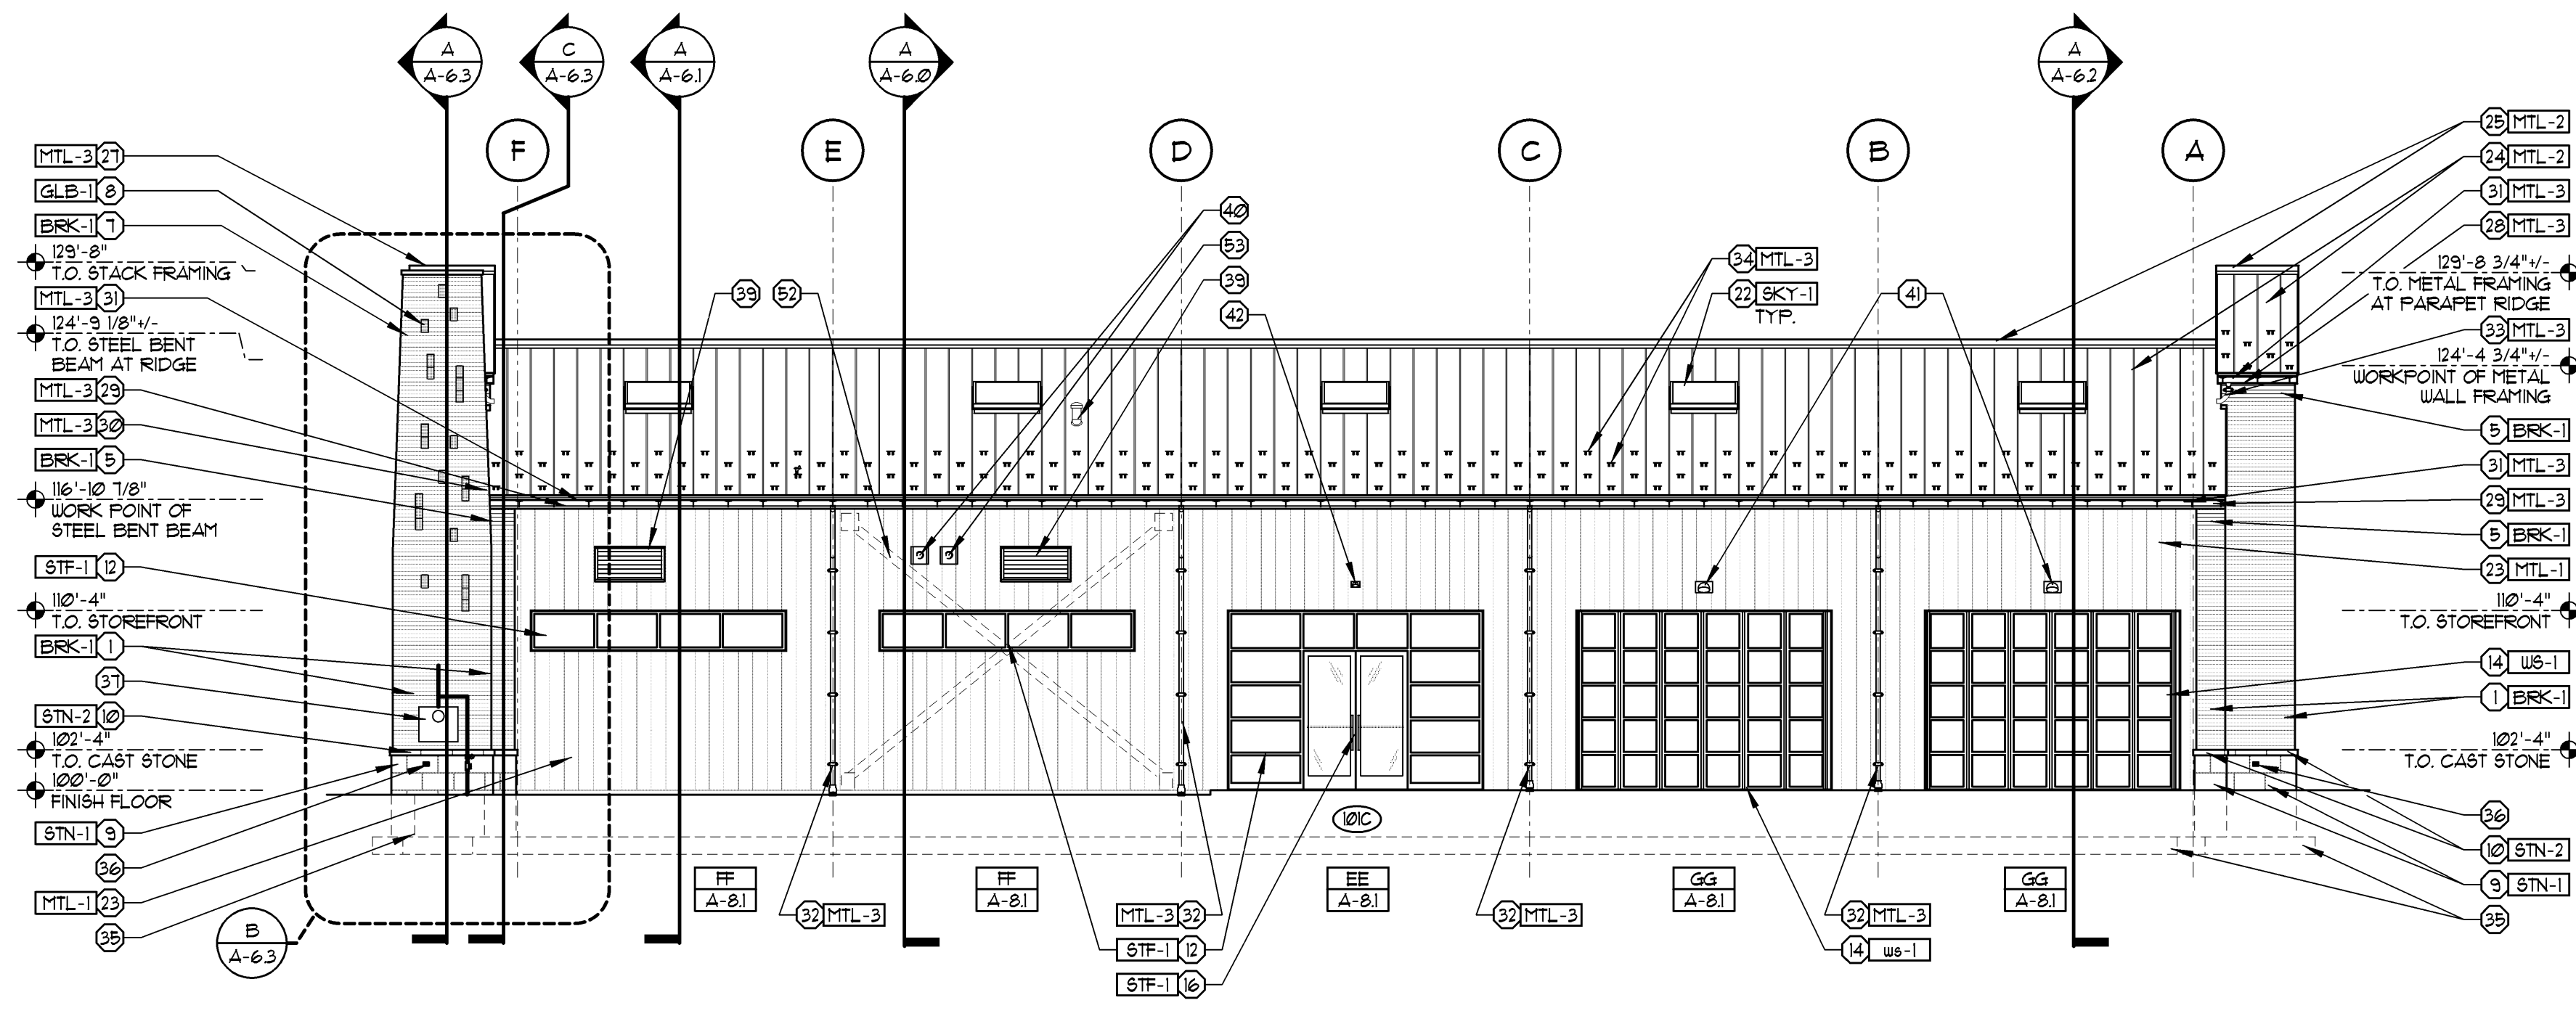 A
A-6.3
C
A-6.3
A
A-6.1
A
A-6.0
A
A-6.2
F
E
D
C
B
A
MTL-3 27
GLB-1 8
BRK-1 7
129'-8"
T.O. STACK FRAMING
MTL-3 31
124'-9 1/8"+/-
T.O. STEEL BENT
BEAM AT RIDGE
MTL-3 29
MTL-3 30
BRK-1 5
116'-10 7/8"
WORK POINT OF
STEEL BENT BEAM
STF-1 12
110'-4"
T.O. STOREFRONT
BRK-1 1
37
STN-2 10
102'-4"
T.O. CAST STONE
100'-0"
FINISH FLOOR
STN-1 9
36
MTL-1 23
35
B
A-6.3
39
52
40
53
39
42
34 MTL-3
22 SKY-1
TYP.
41
101C
FF
A-8.1
FF
A-8.1
EE
A-8.1
GG
A-8.1
GG
A-8.1
32 MTL-3
MTL-3 32
STF-1 12
STF-1 16
32 MTL-3
32 MTL-3
14 WS-1
25 MTL-2
24 MTL-2
31 MTL-3
28 MTL-3
129'-8 3/4"+/-
T.O. METAL FRAMING
AT PARAPET RIDGE
33 MTL-3
124'-4 3/4"+/-
WORKPOINT OF METAL
WALL FRAMING
5 BRK-1
31 MTL-3
29 MTL-3
5 BRK-1
23 MTL-1
110'-4"
T.O. STOREFRONT
14 WS-1
1 BRK-1
102'-4"
T.O. CAST STONE
36
10 STN-2
9 STN-1
35